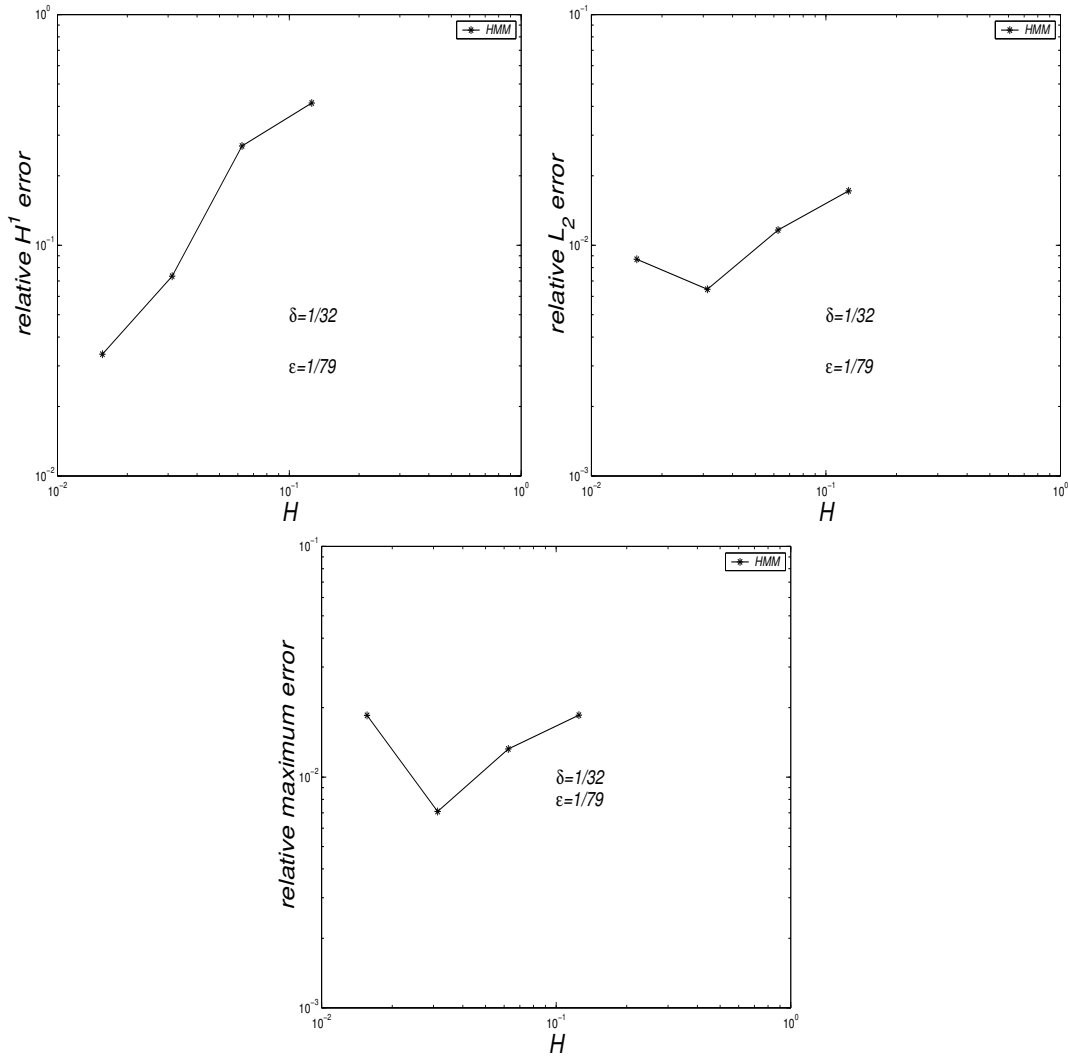 10⁰
HMM
relative H¹ error
10⁻¹
δ=1/32
ε=1/79
10⁻²
10⁻² 10⁻¹ 10⁰
H
10⁻¹
HMM
relative L₂ error
10⁻²
δ=1/32
ε=1/79
10⁻³
10⁻² 10⁻¹ 10⁰
H
10⁻¹
HMM
relative maximum error
10⁻²
δ=1/32
ε=1/79
10⁻³
10⁻² 10⁻¹ 10⁰
H